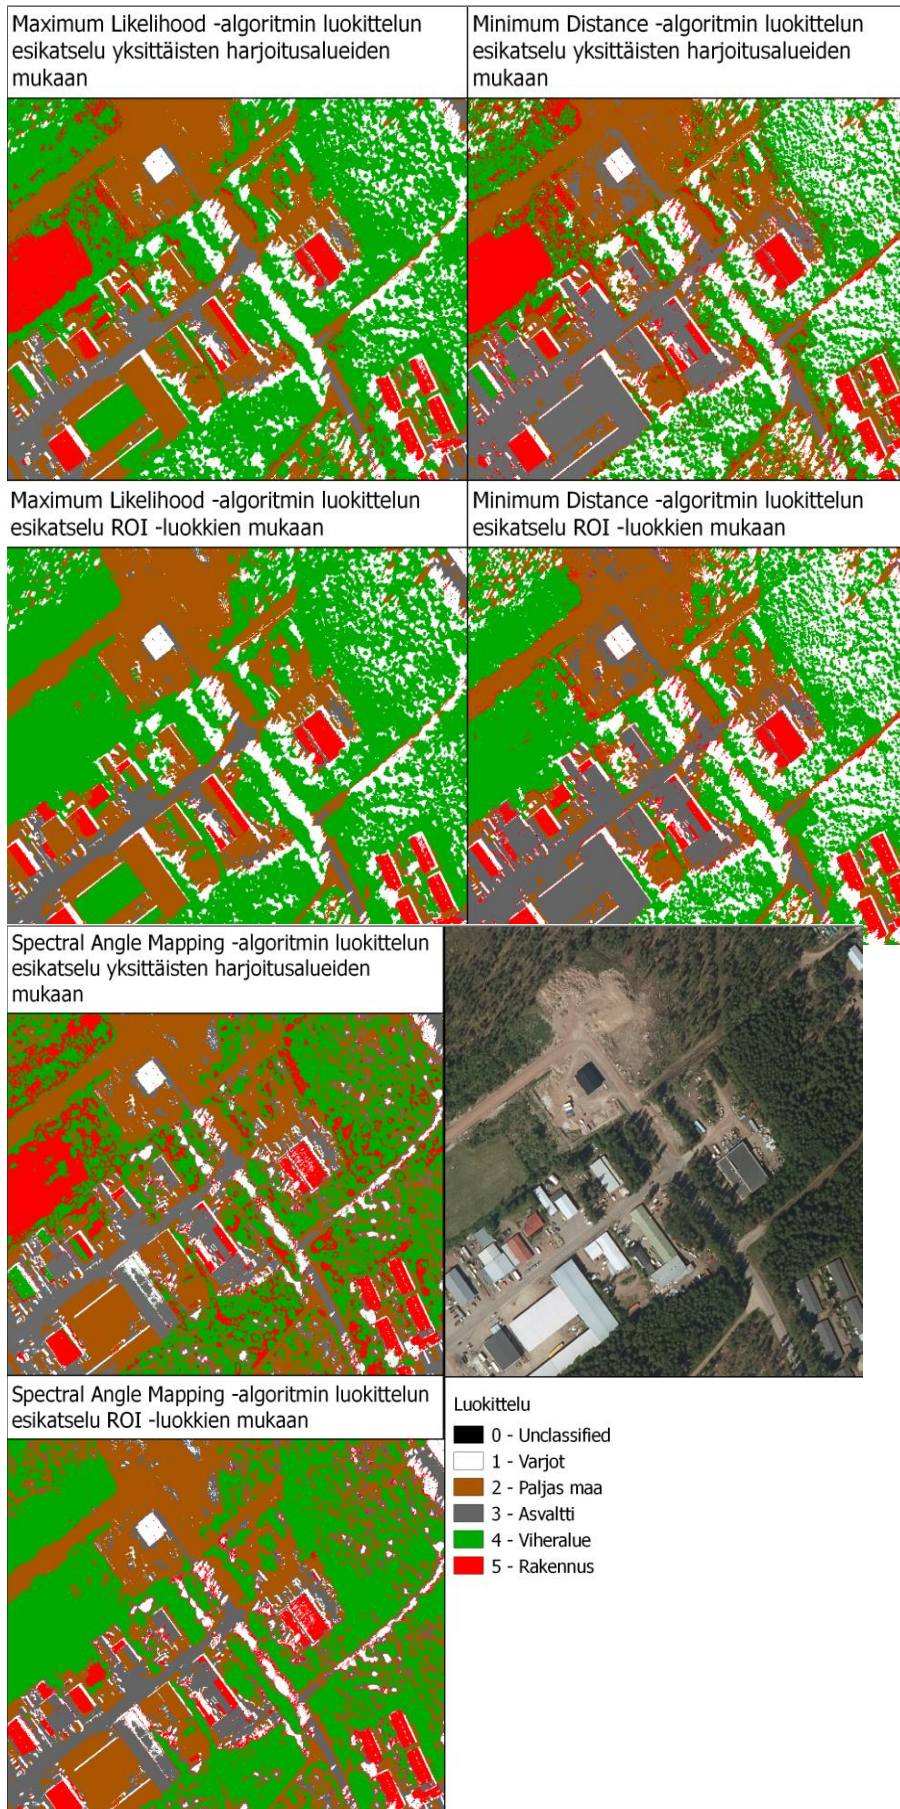 Maximum Likelihood -algoritmin luokittelun
esikatselu yksittäisten harjoitusalueiden
mukaan
Minimum Distance -algoritmin luokittelun
esikatselu yksittäisten harjoitusalueiden
mukaan
Maximum Likelihood -algoritmin luokittelun
esikatselu ROI -luokkien mukaan
Minimum Distance -algoritmin luokittelun
esikatselu ROI -luokkien mukaan
Spectral Angle Mapping -algoritmin luokittelun
esikatselu yksittäisten harjoitusalueiden
mukaan
Spectral Angle Mapping -algoritmin luokittelun
esikatselu ROI -luokkien mukaan
Luokittelu
0 - Unclassified
1 - Varjot
2 - Paljas maa
3 - Asvaltti
4 - Viheralue
5 - Rakennus